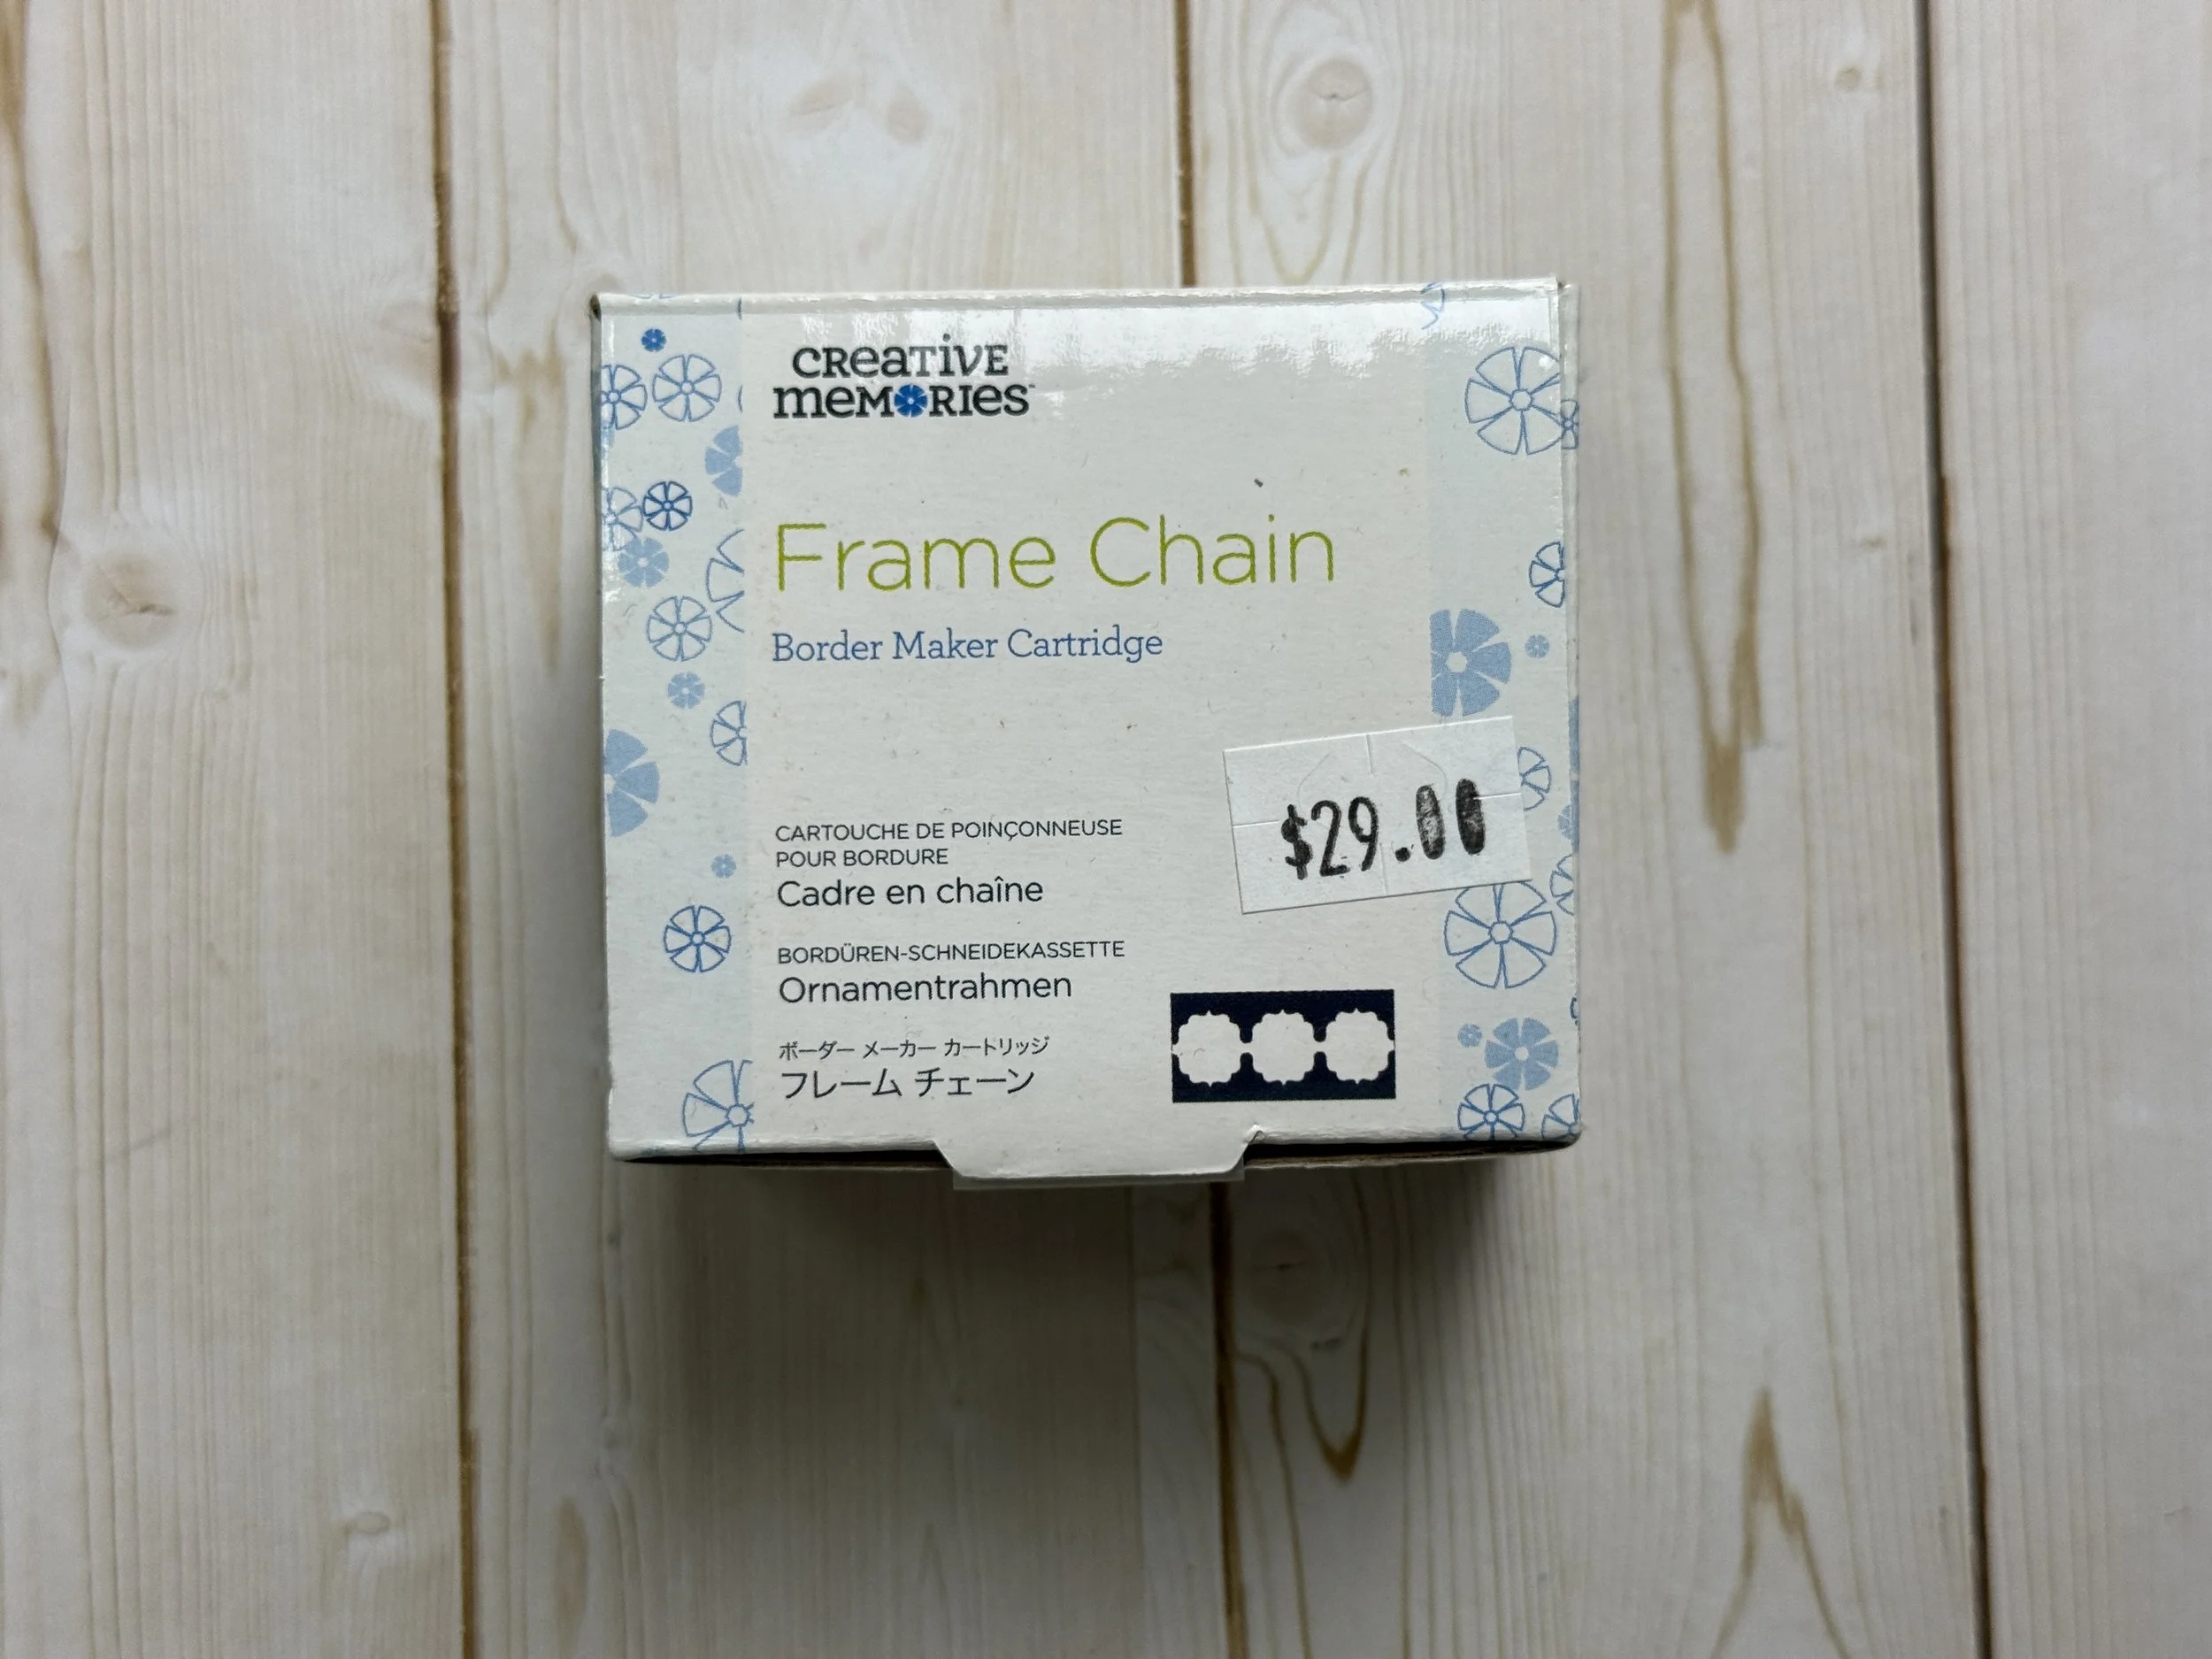 CREATIVE
MEMORIES™
Frame Chain
Border Maker Cartridge
$29.00
CARTOUCHE DE POINÇONNEUSE
POUR BORDURE
Cadre en chaîne
BORDÜREN-SCHNEIDEKASSETTE
Ornamentrahmen
ボーダー メーカー カートリッジ
フレーム チェーン